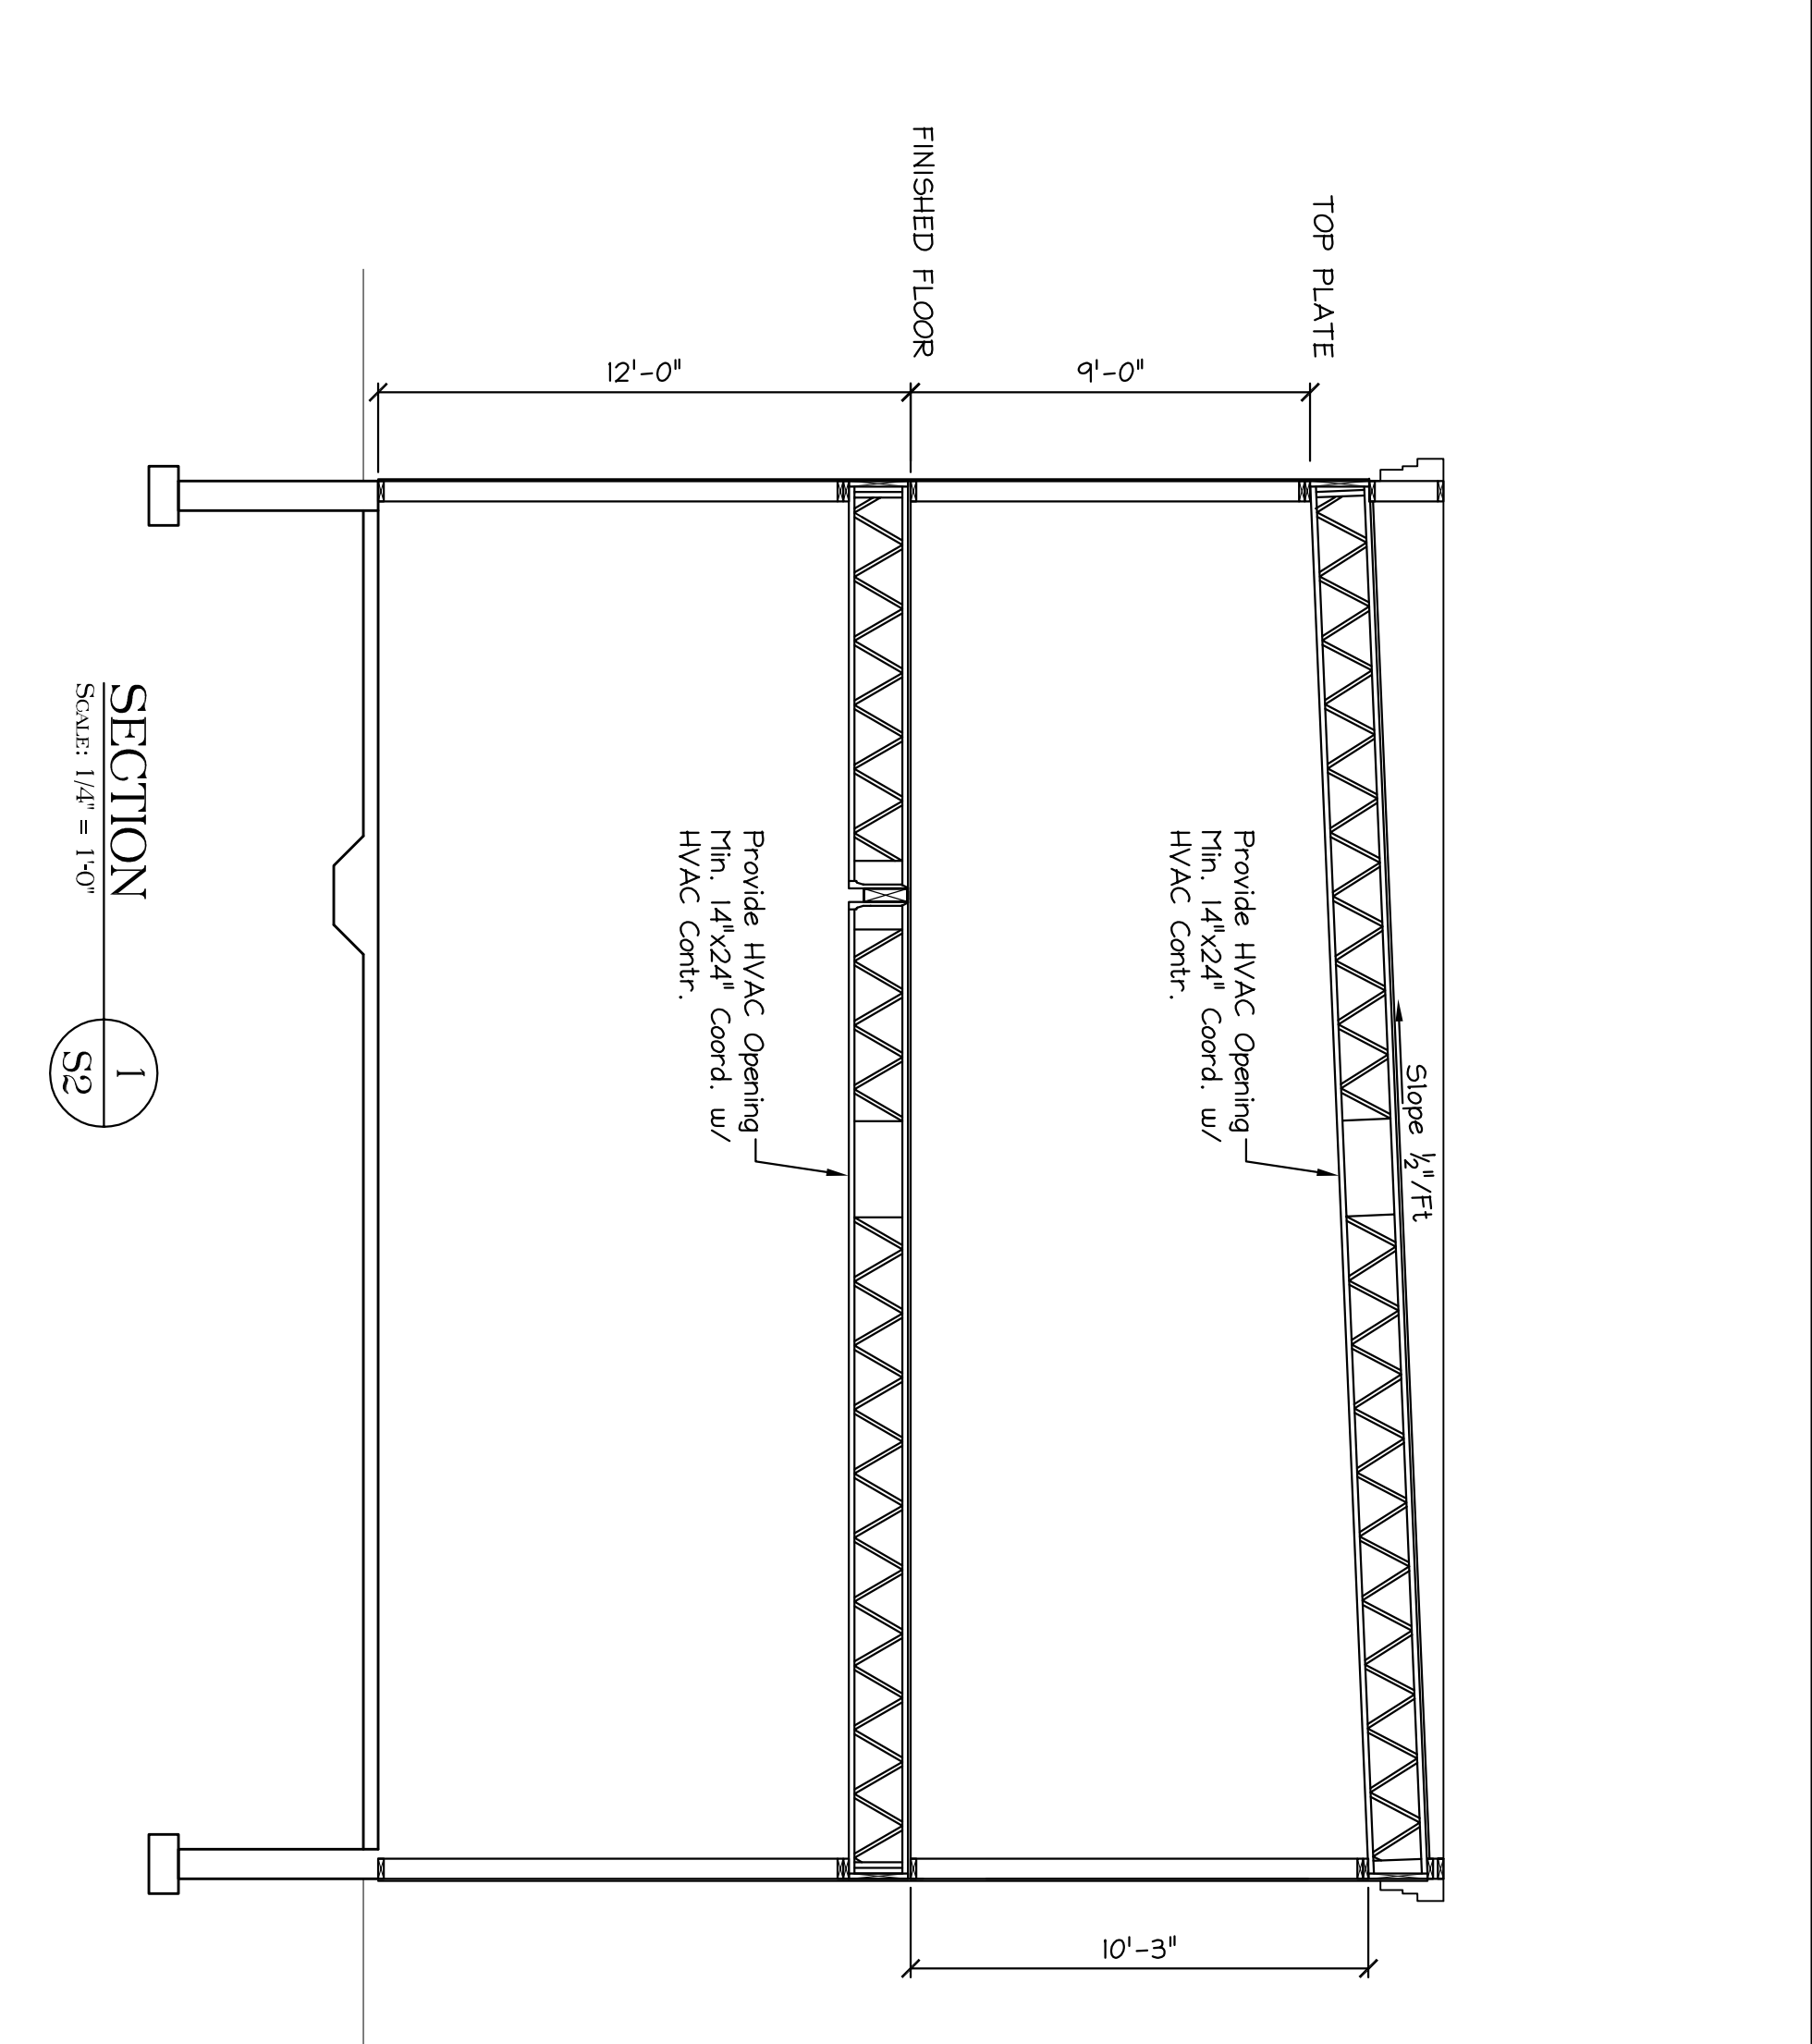 TOP PLATE
Slope ½"/Ft
9'-0"
10'-3"
Provide HVAC Opening
Min. 14"x24" Coord. w/
HVAC Contr.
FINISHED FLOOR
12'-0"
Provide HVAC Opening
Min. 14"x24" Coord. w/
HVAC Contr.
SECTION
SCALE: 1/4" = 1'-0"
1
S2